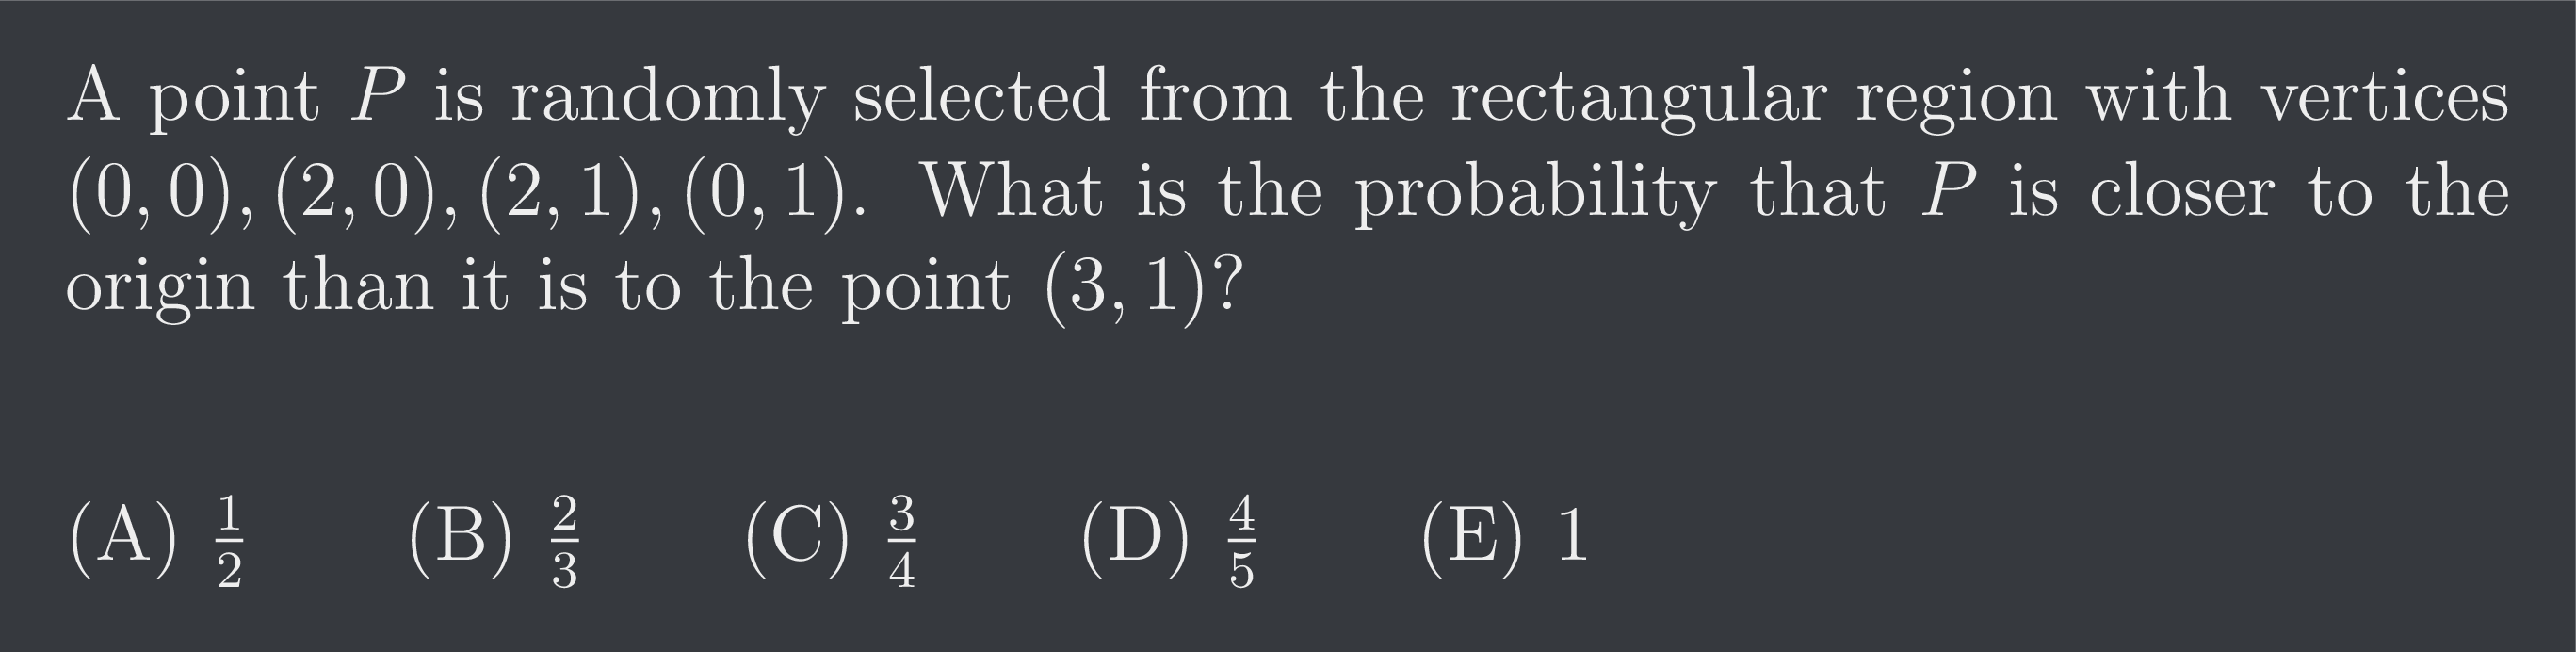 A point P is randomly selected from the rectangular region with vertices
(0, 0), (2, 0), (2, 1), (0, 1). What is the probability that P is closer to the
origin than it is to the point (3, 1)?
(A) 1/2 (B) 2/3 (C) 3/4 (D) 4/5 (E) 1